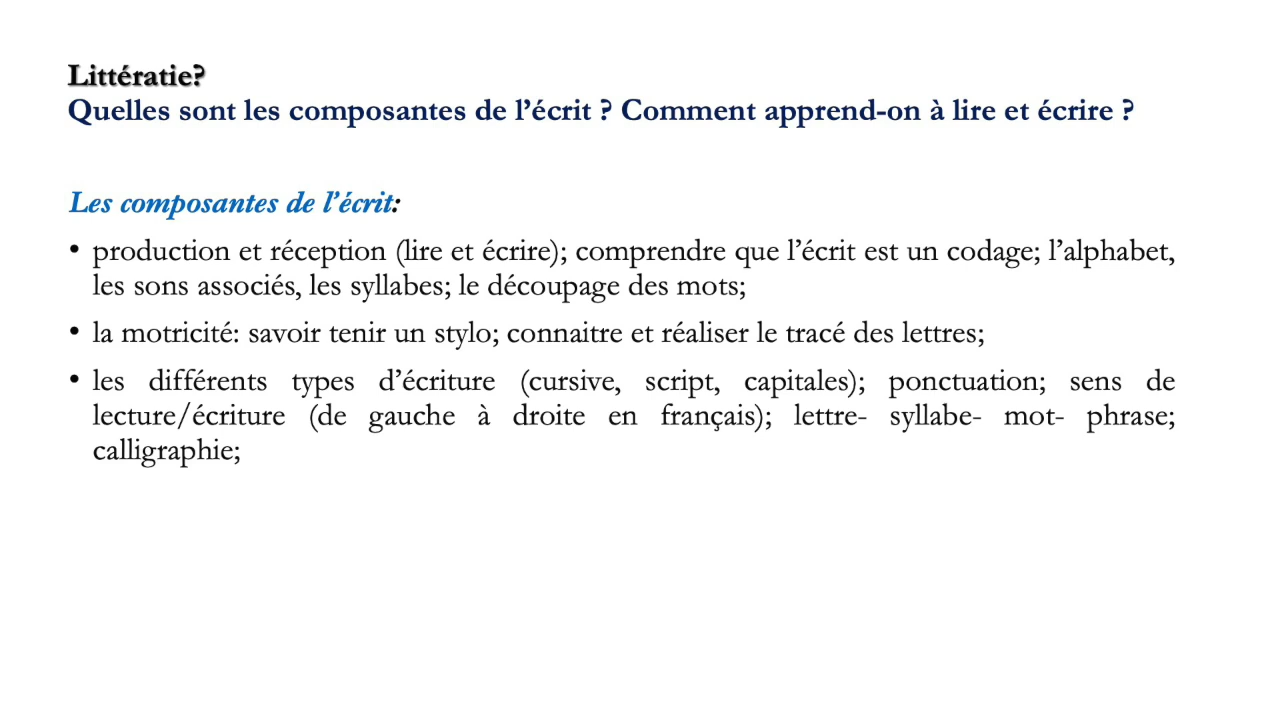 Littératie?
Quelles sont les composantes de l’écrit ? Comment apprend-on à lire et écrire ?
Les composantes de l’écrit:
• production et réception (lire et écrire); comprendre que l’écrit est un codage; l’alphabet,
les sons associés, les syllabes; le découpage des mots;
• la motricité: savoir tenir un stylo; connaitre et réaliser le tracé des lettres;
• les différents types d’écriture (cursive, script, capitales); ponctuation; sens de
lecture/écriture (de gauche à droite en français); lettre- syllabe- mot- phrase;
calligraphie;